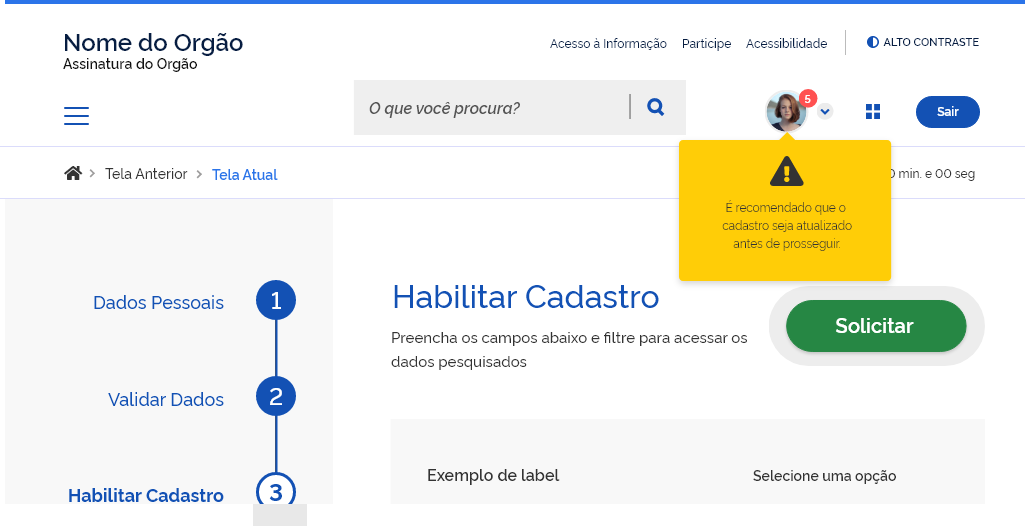 Nome do Orgão
Assinatura do Orgão
Acesso à Informação Participe Acessibilidade ALTO CONTRASTE
O que você procura?
5
Sair
Tela Anterior Tela Atual
0 min. e 00 seg
É recomendado que o
cadastro seja atualizado
antes de prosseguir.
Dados Pessoais 1
Validar Dados 2
Habilitar Cadastro 3
Habilitar Cadastro
Preencha os campos abaixo e filtre para acessar os
dados pesquisados
Solicitar
Exemplo de label
Selecione uma opção